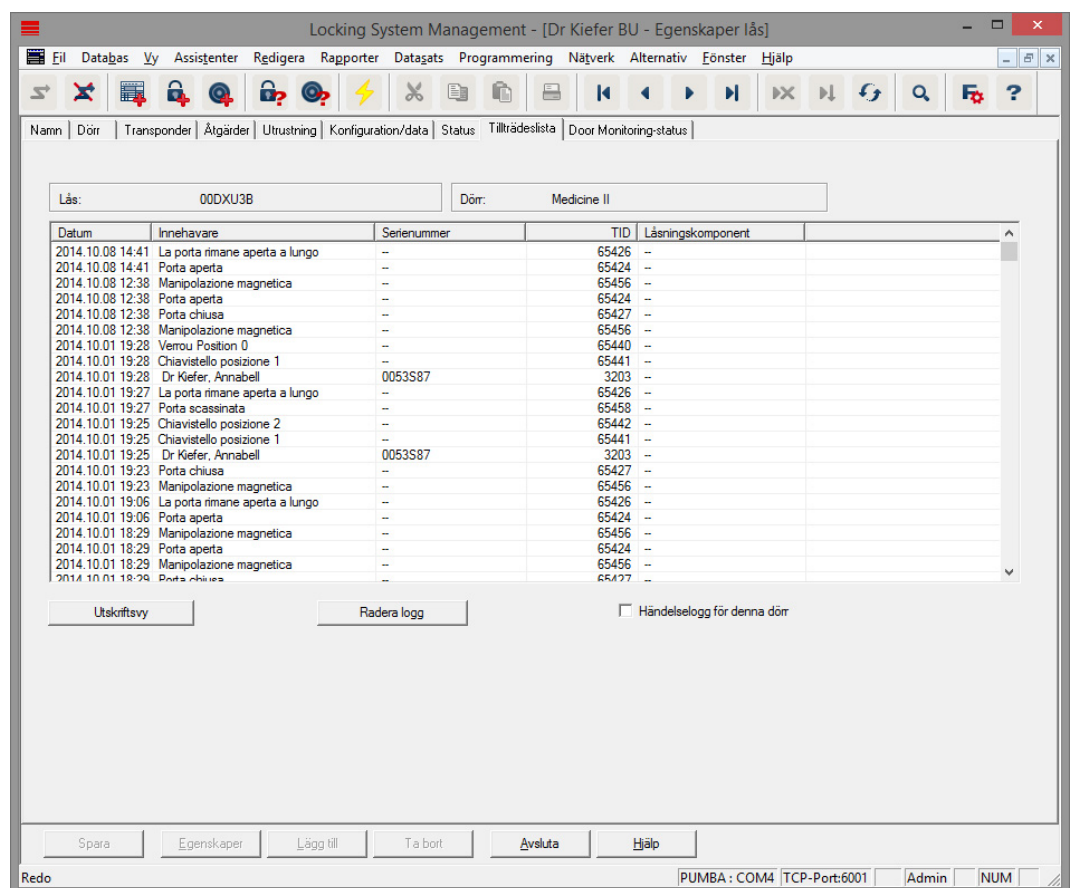 Locking System Management - [Dr Kiefer BU - Egenskaper lås]
Fil Databas Vy Assistenter Redigera Rapporter Datasats Programmering Nätverk Alternativ Fönster Hjälp
Namn Dörr Transponder Åtgärder Utrustning Konfiguration/data Status Tillträdeslista Door Monitoring-status
Lås: 00DXU3B Dörr: Medicine II
Datum Innehavare Serienummer TID Låsningskomponent
2014.10.08 14:41 La porta rimane aperta a lungo -- 65426 --
2014.10.08 14:41 Porta aperta -- 65424 --
2014.10.08 12:38 Manipolazione magnetica -- 65456 --
2014.10.08 12:38 Porta aperta -- 65424 --
2014.10.08 12:38 Porta chiusa -- 65427 --
2014.10.08 12:38 Manipolazione magnetica -- 65456 --
2014.10.01 19:28 Verrou Position 0 -- 65440 --
2014.10.01 19:28 Chiavistello posizione 1 -- 65441 --
2014.10.01 19:28 Dr Kiefer, Annabell 0053S87 3203 --
2014.10.01 19:27 La porta rimane aperta a lungo -- 65426 --
2014.10.01 19:27 Porta scassinata -- 65458 --
2014.10.01 19:25 Chiavistello posizione 2 -- 65442 --
2014.10.01 19:25 Chiavistello posizione 1 -- 65441 --
2014.10.01 19:25 Dr Kiefer, Annabell 0053S87 3203 --
2014.10.01 19:23 Porta chiusa -- 65427 --
2014.10.01 19:23 Manipolazione magnetica -- 65456 --
2014.10.01 19:06 La porta rimane aperta a lungo -- 65426 --
2014.10.01 19:06 Porta aperta -- 65424 --
2014.10.01 18:29 Manipolazione magnetica -- 65456 --
2014.10.01 18:29 Porta aperta -- 65424 --
2014.10.01 18:29 Manipolazione magnetica -- 65456 --
2014.10.01 18:29 Porta chiusa -- 65427 --
Utskriftsvy Radera logg Händelselogg för denna dörr
Spara Egenskaper Lägg till Ta bort Avsluta Hjälp
Redo PUMBA : COM4 TCP-Port:6001 Admin NUM